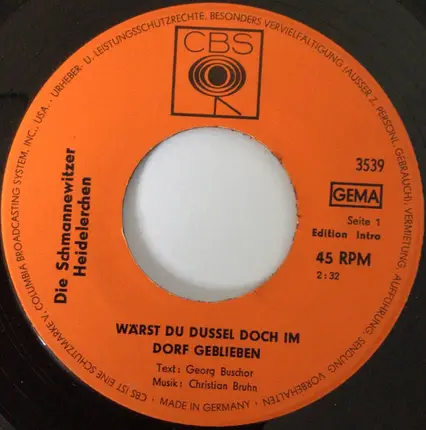 CBS
Die Schmannewitzer
Heidelerchen
3539
GEMA
Seite 1
Edition Intro
45 RPM
2:32
WÄRST DU DUSSEL DOCH IM
DORF GEBLIEBEN
Text: Georg Buschor
Musik: Christian Bruhn
• MADE IN GERMANY •
CBS IST EINE SCHUTZMARKE V. COLUMBIA BROADCASTING SYSTEM, INC., USA. · URHEBER- U. LEISTUNGSSCHUTZRECHTE, BESONDERS VERVIELFÄLTIGUNG (AUSSER Z. PERSÖNL. GEBRAUCH), VERMIETUNG, AUFFÜHRUNG, SENDUNG VORBEHALTEN